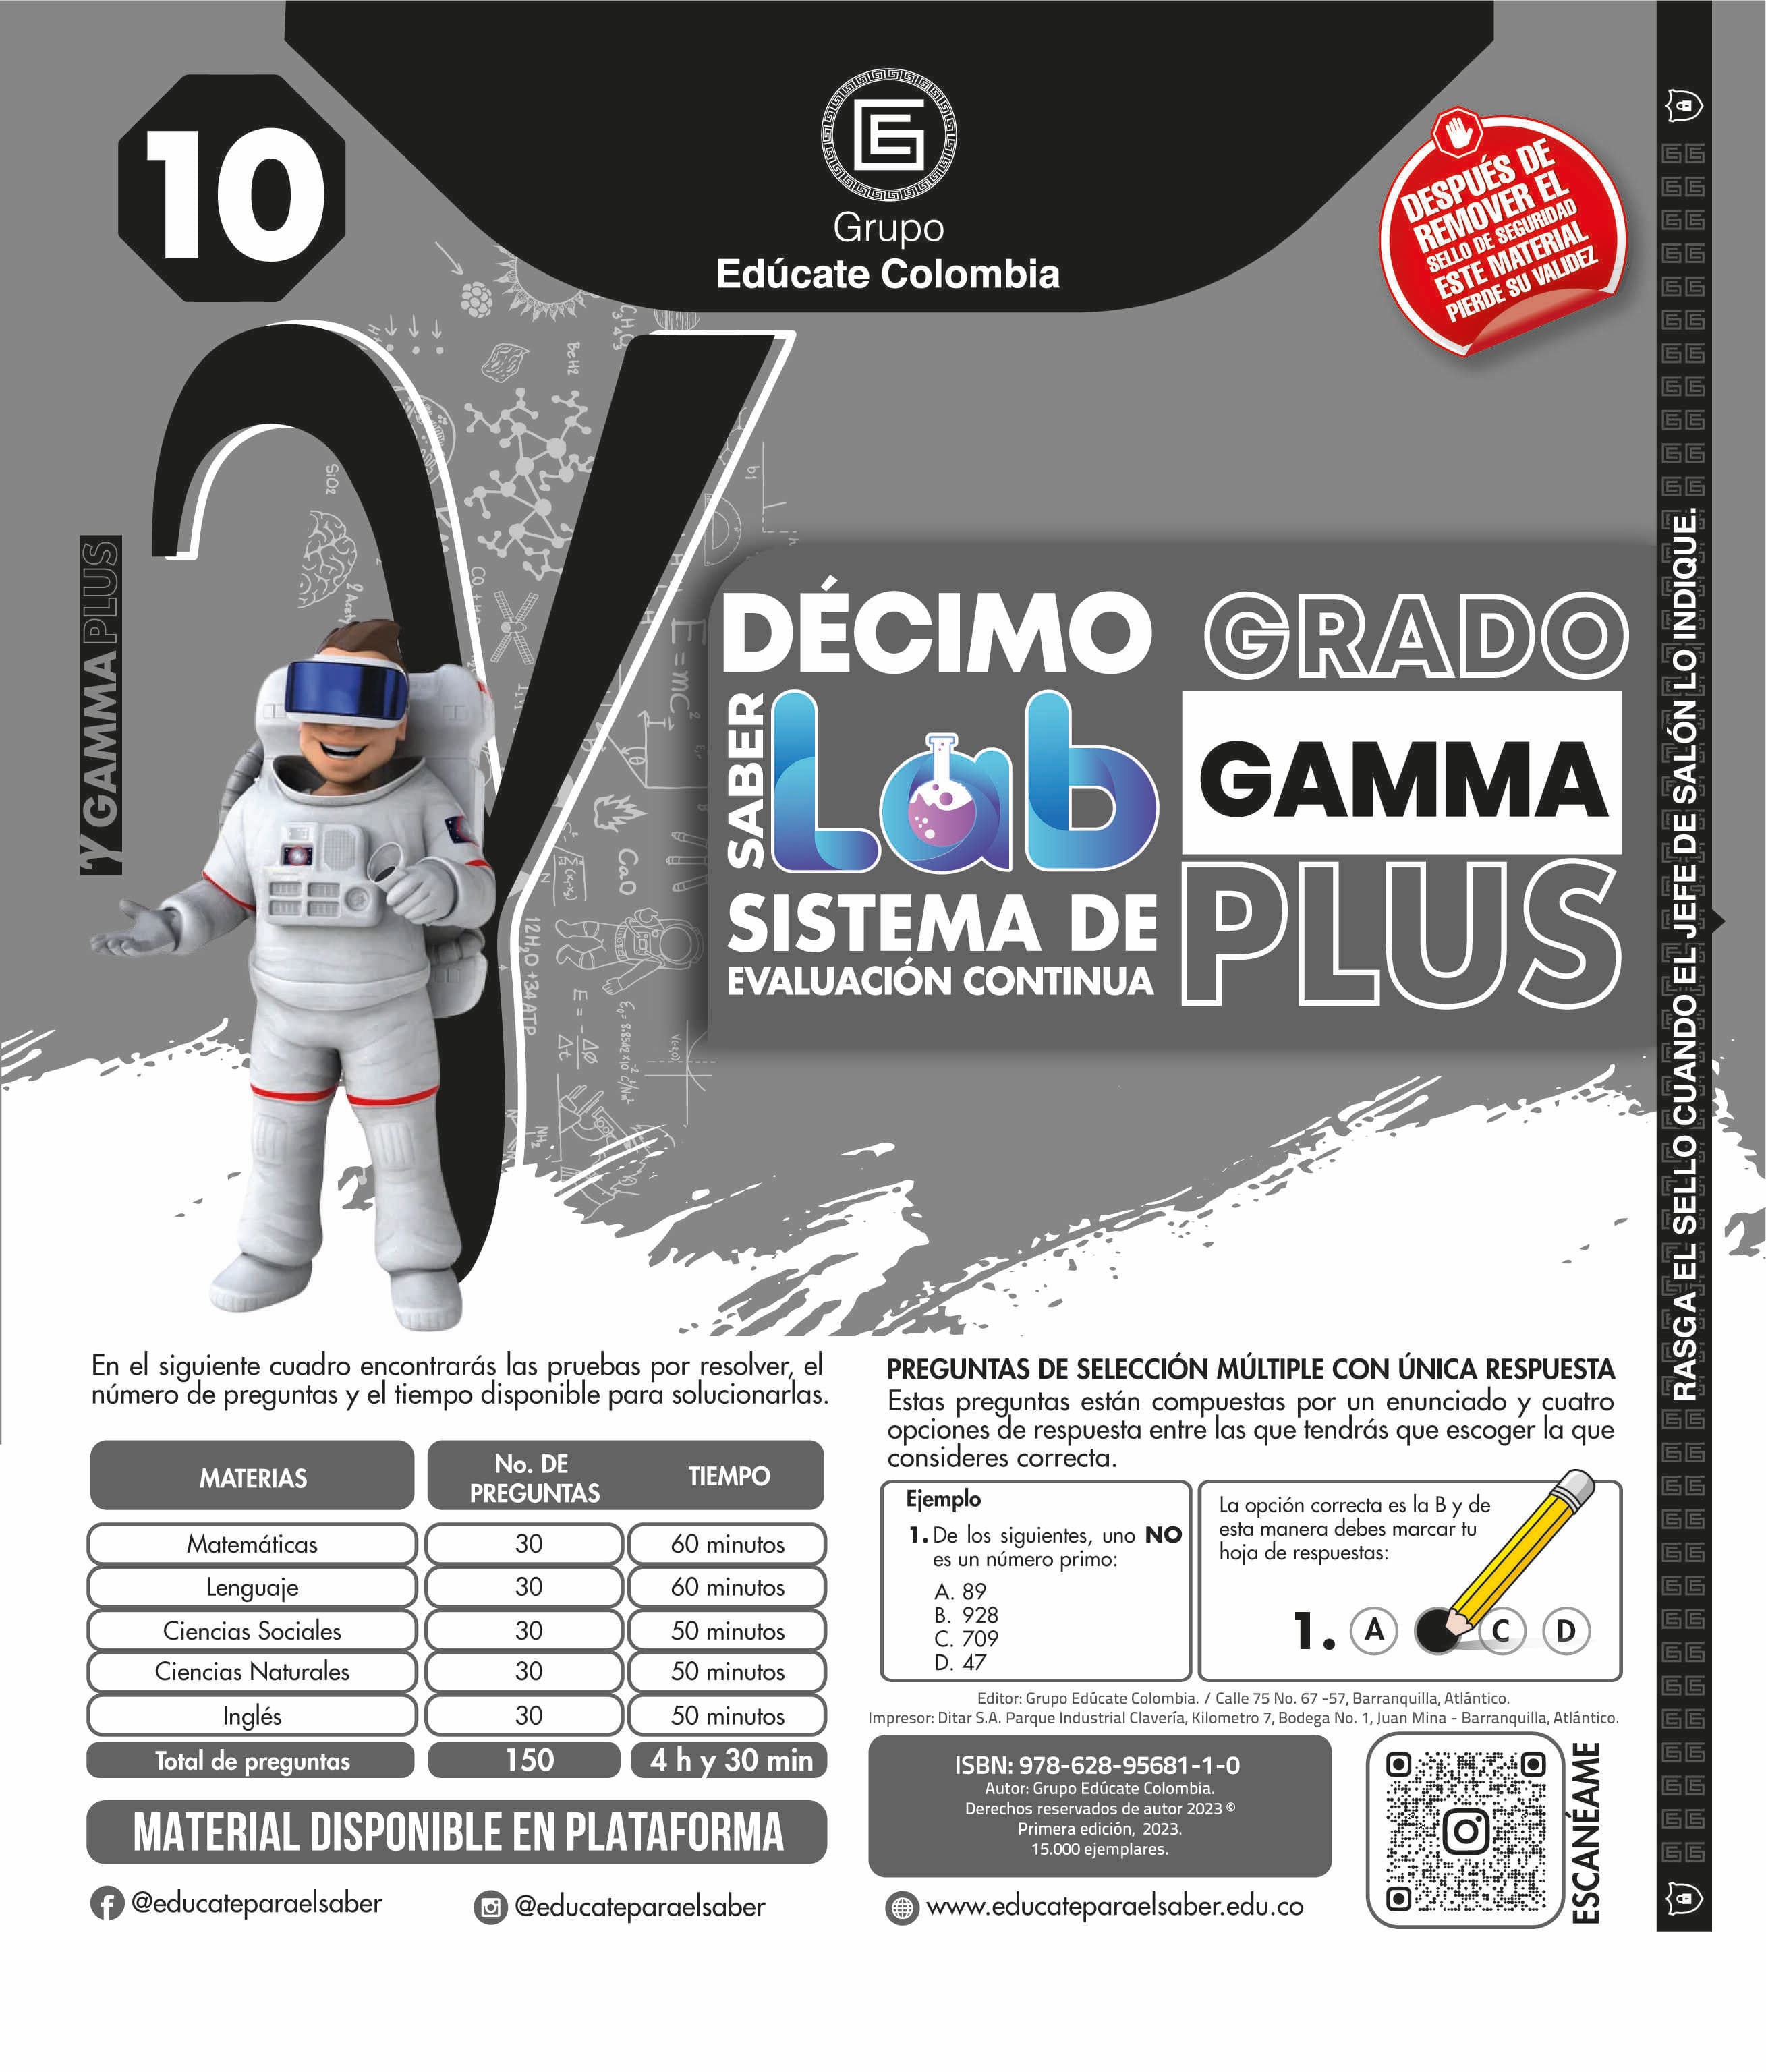 10
Grupo
Edúcate Colombia
DESPUÉS DE
REMOVER EL
SELLO DE SEGURIDAD
ESTE MATERIAL
PIERDE SU VALIDEZ
γ GAMMA PLUS
SiO2
BeH2
CaO
12H2O +34 ATP
NH2
b1
DÉCIMO GRADO
SABER
Lab
GAMMA
PLUS
SISTEMA DE
EVALUACIÓN CONTINUA
RASGA EL SELLO CUANDO EL JEFE DE SALÓN LO INDIQUE.
En el siguiente cuadro encontrarás las pruebas por resolver, el
número de preguntas y el tiempo disponible para solucionarlas.
MATERIAS No. DE PREGUNTAS TIEMPO
Matemáticas 30 60 minutos
Lenguaje 30 60 minutos
Ciencias Sociales 30 50 minutos
Ciencias Naturales 30 50 minutos
Inglés 30 50 minutos
Total de preguntas 150 4 h y 30 min
MATERIAL DISPONIBLE EN PLATAFORMA
@educateparaelsaber @educateparaelsaber
PREGUNTAS DE SELECCIÓN MÚLTIPLE CON ÚNICA RESPUESTA
Estas preguntas están compuestas por un enunciado y cuatro
opciones de respuesta entre las que tendrás que escoger la que
consideres correcta.
Ejemplo
1. De los siguientes, uno NO
es un número primo:
A. 89
B. 928
C. 709
D. 47
La opción correcta es la B y de
esta manera debes marcar tu
hoja de respuestas:
1. A C D
Editor: Grupo Edúcate Colombia. / Calle 75 No. 67 -57, Barranquilla, Atlántico.
Impresor: Ditar S.A. Parque Industrial Clavería, Kilometro 7, Bodega No. 1, Juan Mina - Barranquilla, Atlántico.
ISBN: 978-628-95681-1-0
Autor: Grupo Edúcate Colombia.
Derechos reservados de autor 2023 ©
Primera edición, 2023.
15.000 ejemplares.
www.educateparaelsaber.edu.co
ESCANÉAME